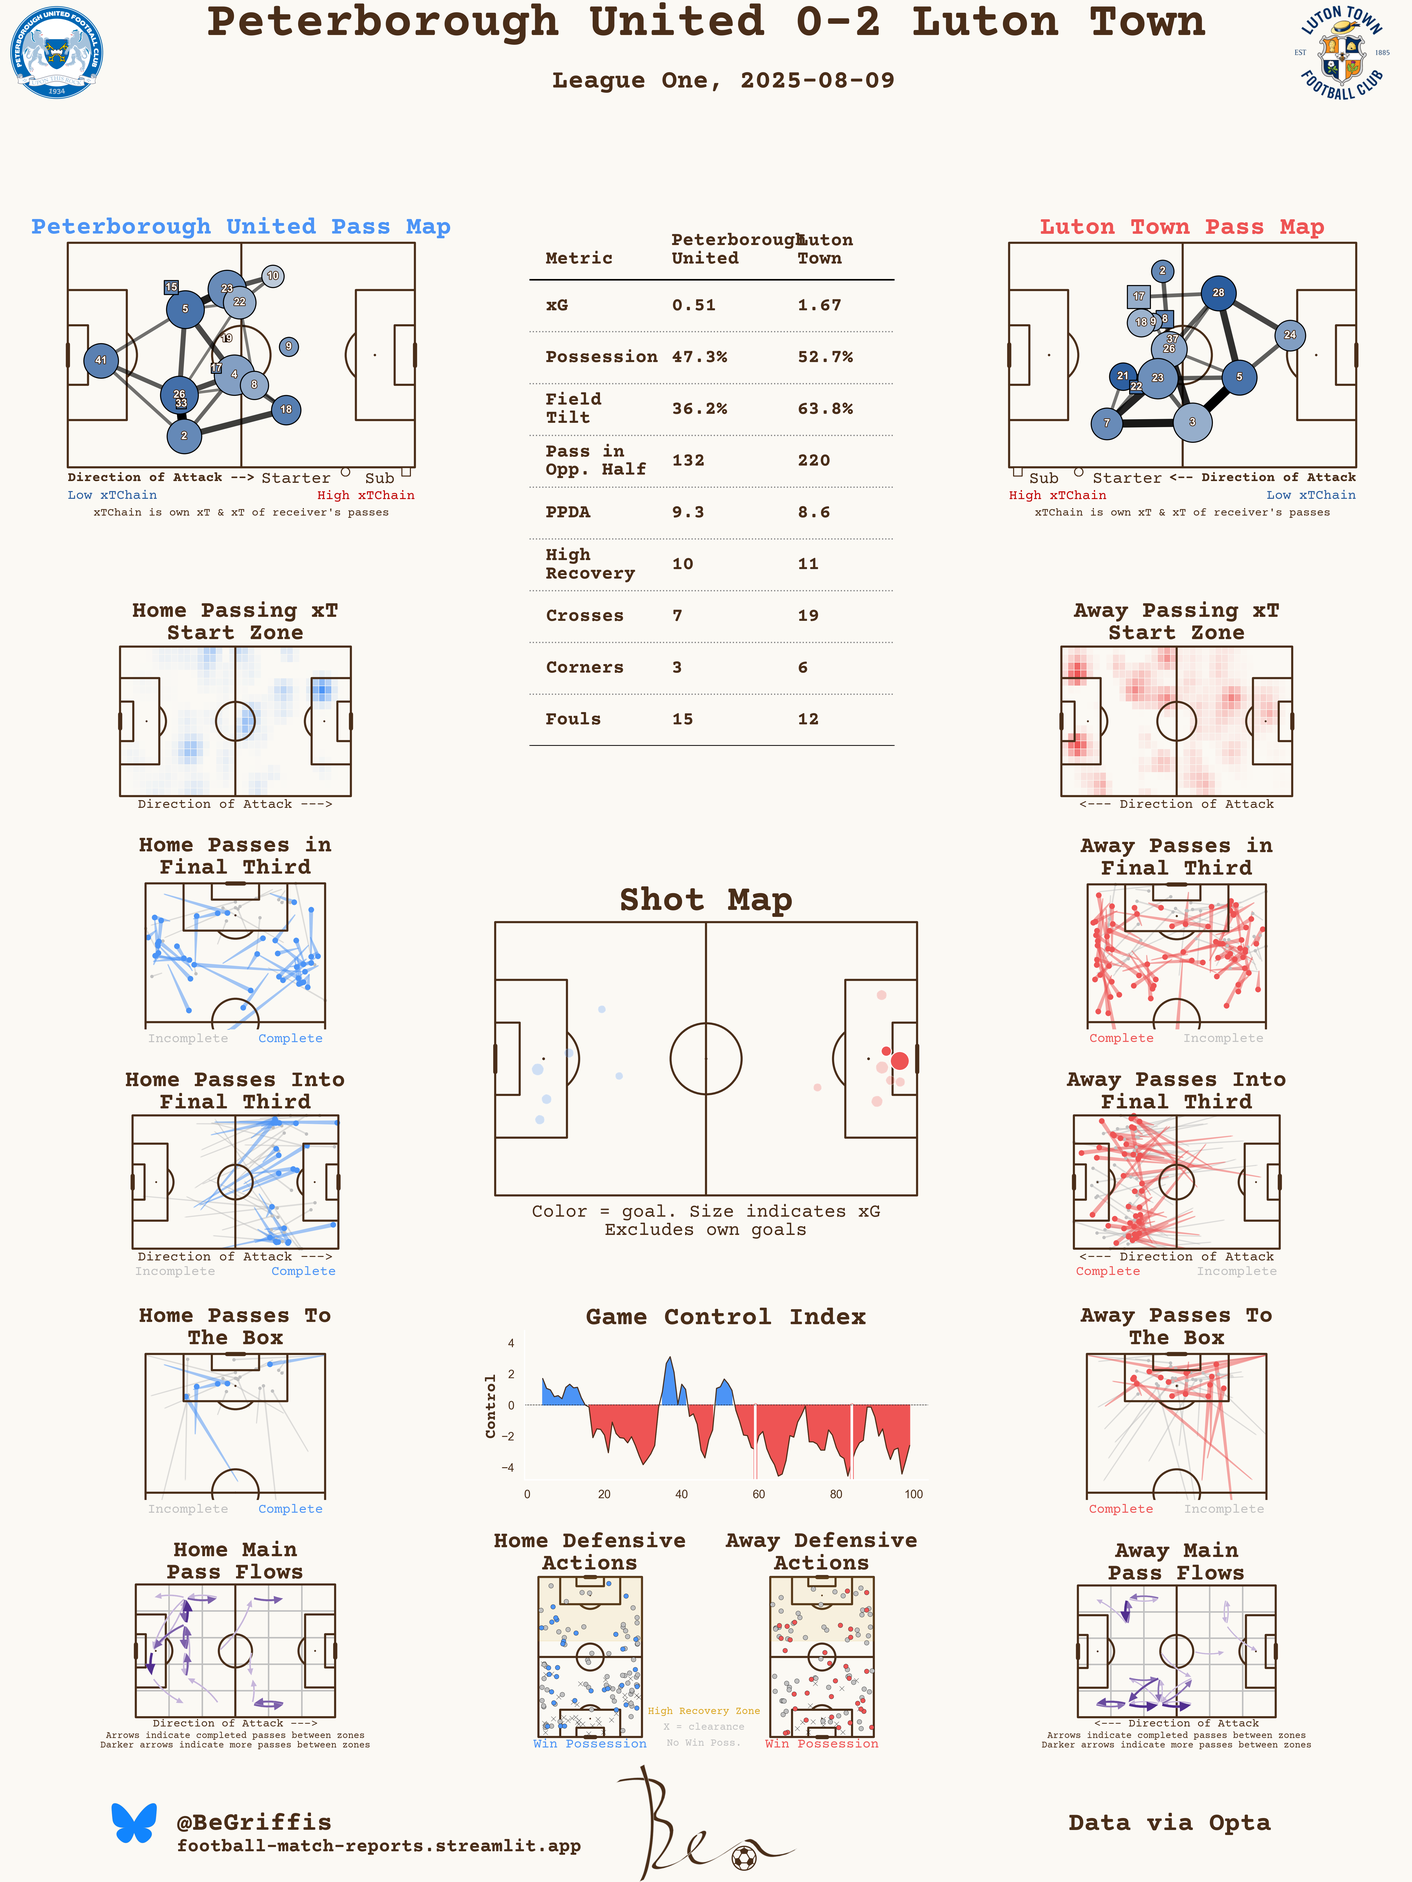 Peterborough United 0-2 Luton Town
League One, 2025-08-09
PETERBOROUGH UNITED FOOTBALL CLUB
1934
LUTON TOWN
EST 1885
FOOTBALL CLUB
Peterborough United Pass Map
15 23 10
5 22
19 9
41 17 4 8
26 33 18
2
Direction of Attack --> Starter Sub
Low xTChain High xTChain
xTChain is own xT & xT of receiver's passes
Metric Peterborough United Luton Town
xG 0.51 1.67
Possession 47.3% 52.7%
Field Tilt 36.2% 63.8%
Pass in Opp. Half 132 220
PPDA 9.3 8.6
High Recovery 10 11
Crosses 7 19
Corners 3 6
Fouls 15 12
Luton Town Pass Map
2
17 28
18 9 8 24
37 26
21 22 23 5
7 3
Sub Starter <-- Direction of Attack
High xTChain Low xTChain
xTChain is own xT & xT of receiver's passes
Home Passing xT
Start Zone
Direction of Attack --->
Away Passing xT
Start Zone
<--- Direction of Attack
Home Passes in
Final Third
Incomplete Complete
Away Passes in
Final Third
Complete Incomplete
Shot Map
Color = goal. Size indicates xG
Excludes own goals
Home Passes Into
Final Third
Direction of Attack --->
Incomplete Complete
Away Passes Into
Final Third
<--- Direction of Attack
Complete Incomplete
Home Passes To
The Box
Incomplete Complete
Game Control Index
Control
4
2
0
−2
−4
0 20 40 60 80 100
Away Passes To
The Box
Complete Incomplete
Home Main
Pass Flows
Direction of Attack --->
Arrows indicate completed passes between zones
Darker arrows indicate more passes between zones
Home Defensive
Actions
Win Possession
High Recovery Zone
X = clearance
No Win Poss.
Away Defensive
Actions
Win Possession
Away Main
Pass Flows
<--- Direction of Attack
Arrows indicate completed passes between zones
Darker arrows indicate more passes between zones
@BeGriffis
football-match-reports.streamlit.app
Ben
Data via Opta